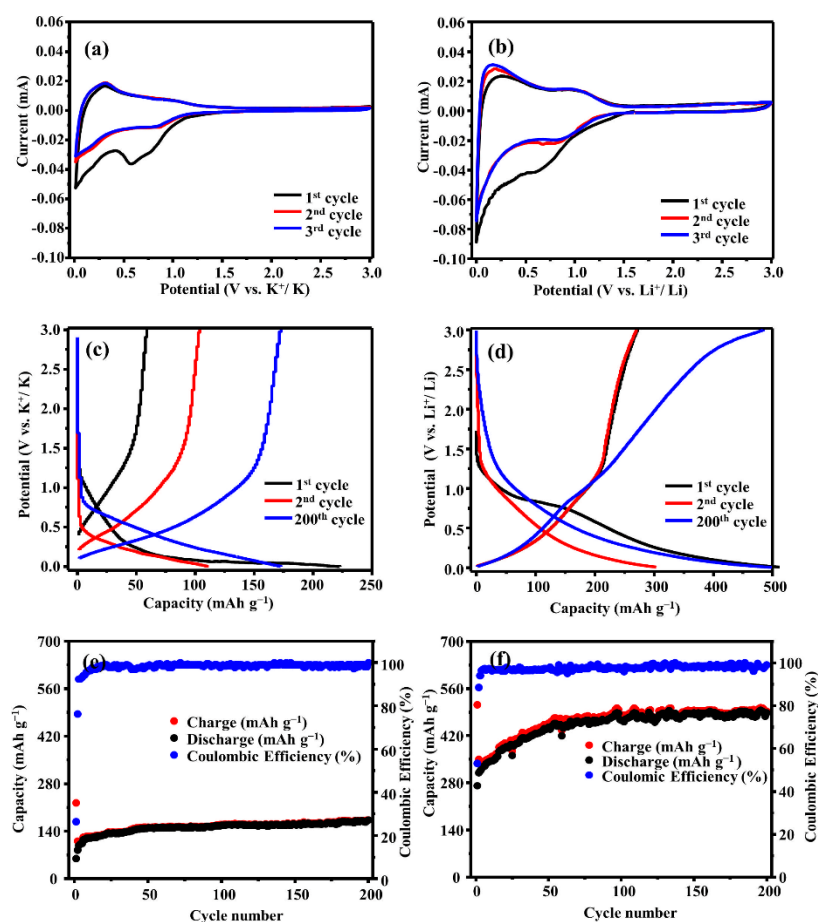 (a)
0.06
0.04
0.02
0.00
-0.02
-0.04
-0.06
-0.08
-0.10
Current (mA)
1st cycle
2nd cycle
3rd cycle
0.0 0.5 1.0 1.5 2.0 2.5 3.0
Potential (V vs. K+/ K)
(b)
0.06
0.04
0.02
0.00
-0.02
-0.04
-0.06
-0.08
-0.10
Current (mA)
1st cycle
2nd cycle
3rd cycle
0.0 0.5 1.0 1.5 2.0 2.5 3.0
Potential (V vs. Li+/ Li)
(c)
3.0
2.5
2.0
1.5
1.0
0.5
0.0
Potential (V vs. K+/ K)
1st cycle
2nd cycle
200th cycle
0 50 100 150 200 250
Capacity (mAh g−1)
(d)
3.0
2.5
2.0
1.5
1.0
0.5
0.0
Potential (V vs. Li+/ Li)
1st cycle
2nd cycle
200th cycle
0 100 200 300 400 500
Capacity (mAh g−1)
(e)
700
560
420
280
140
0
Capacity (mAh g−1)
Charge (mAh g−1)
Discharge (mAh g−1)
Coulombic Efficiency (%)
100
80
60
40
20
0
Coulombic Efficiency (%)
0 50 100 150 200
Cycle number
(f)
700
560
420
280
140
0
Capacity (mAh g−1)
Charge (mAh g−1)
Discharge (mAh g−1)
Coulomic Efficiency (%)
100
80
60
40
20
0
Coulombic Efficiency (%)
0 50 100 150 200
Cycle number